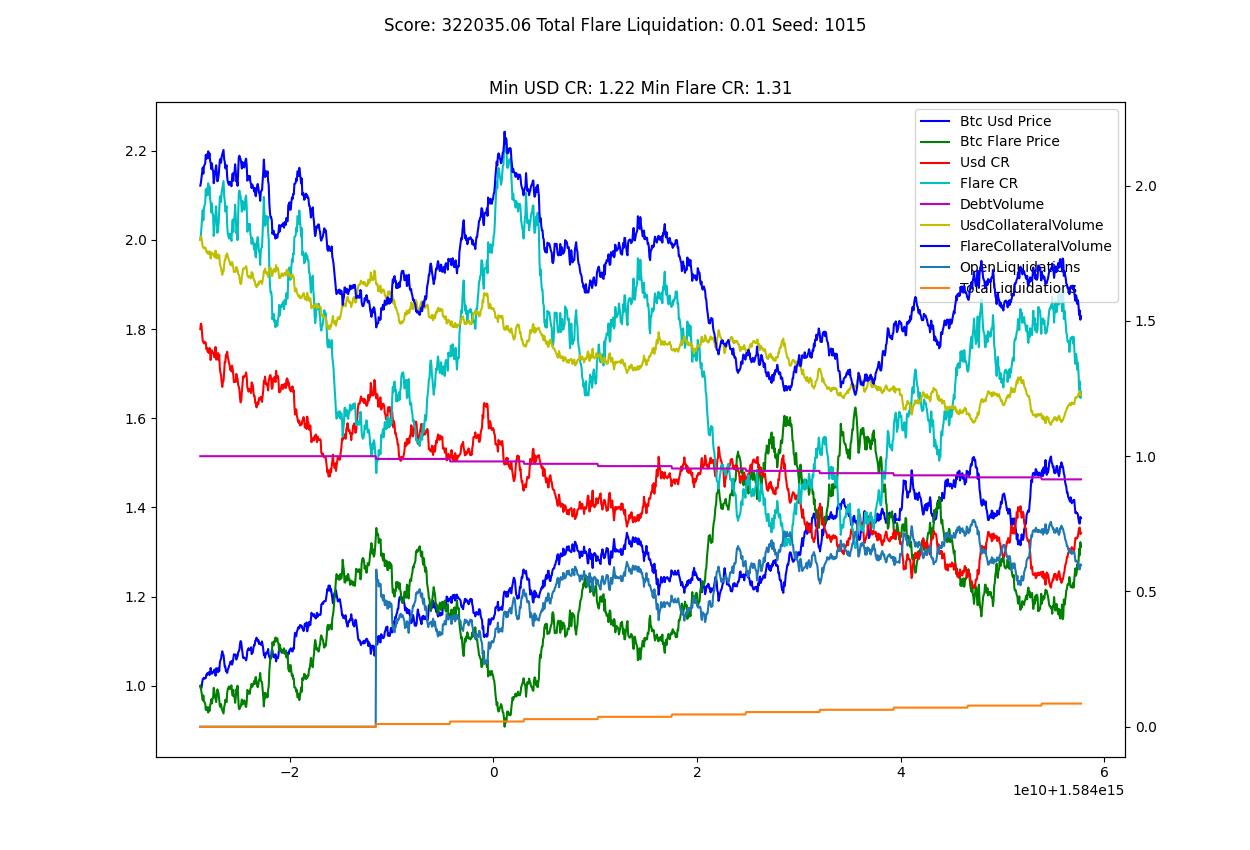 Score: 322035.06 Total Flare Liquidation: 0.01 Seed: 1015
Min USD CR: 1.22 Min Flare CR: 1.31
Btc Usd Price
Btc Flare Price
Usd CR
Flare CR
DebtVolume
UsdCollateralVolume
FlareCollateralVolume
OpenLiquidations
TotalLiquidations
2.2
2.0
1.8
1.6
1.4
1.2
1.0
2.0
1.5
1.0
0.5
0.0
−2
0
2
4
6
1e10+1.584e15